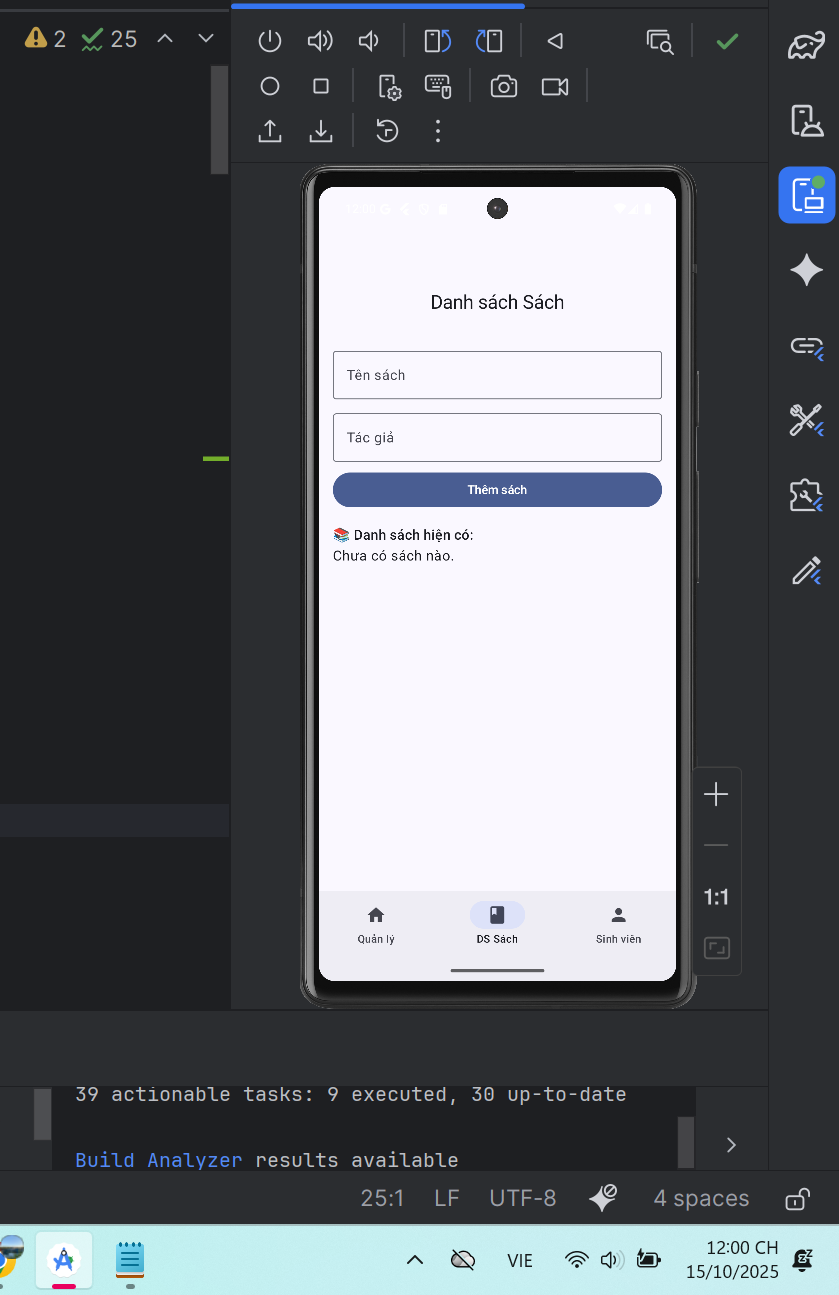 2 25
Danh sách Sách
Tên sách
Tác giả
Thêm sách
📚 Danh sách hiện có:
Chưa có sách nào.
1:1
Quản lý DS Sách Sinh viên
39 actionable tasks: 9 executed, 30 up-to-date
Build Analyzer results available
25:1 LF UTF-8 4 spaces
VIE
12:00 CH
15/10/2025